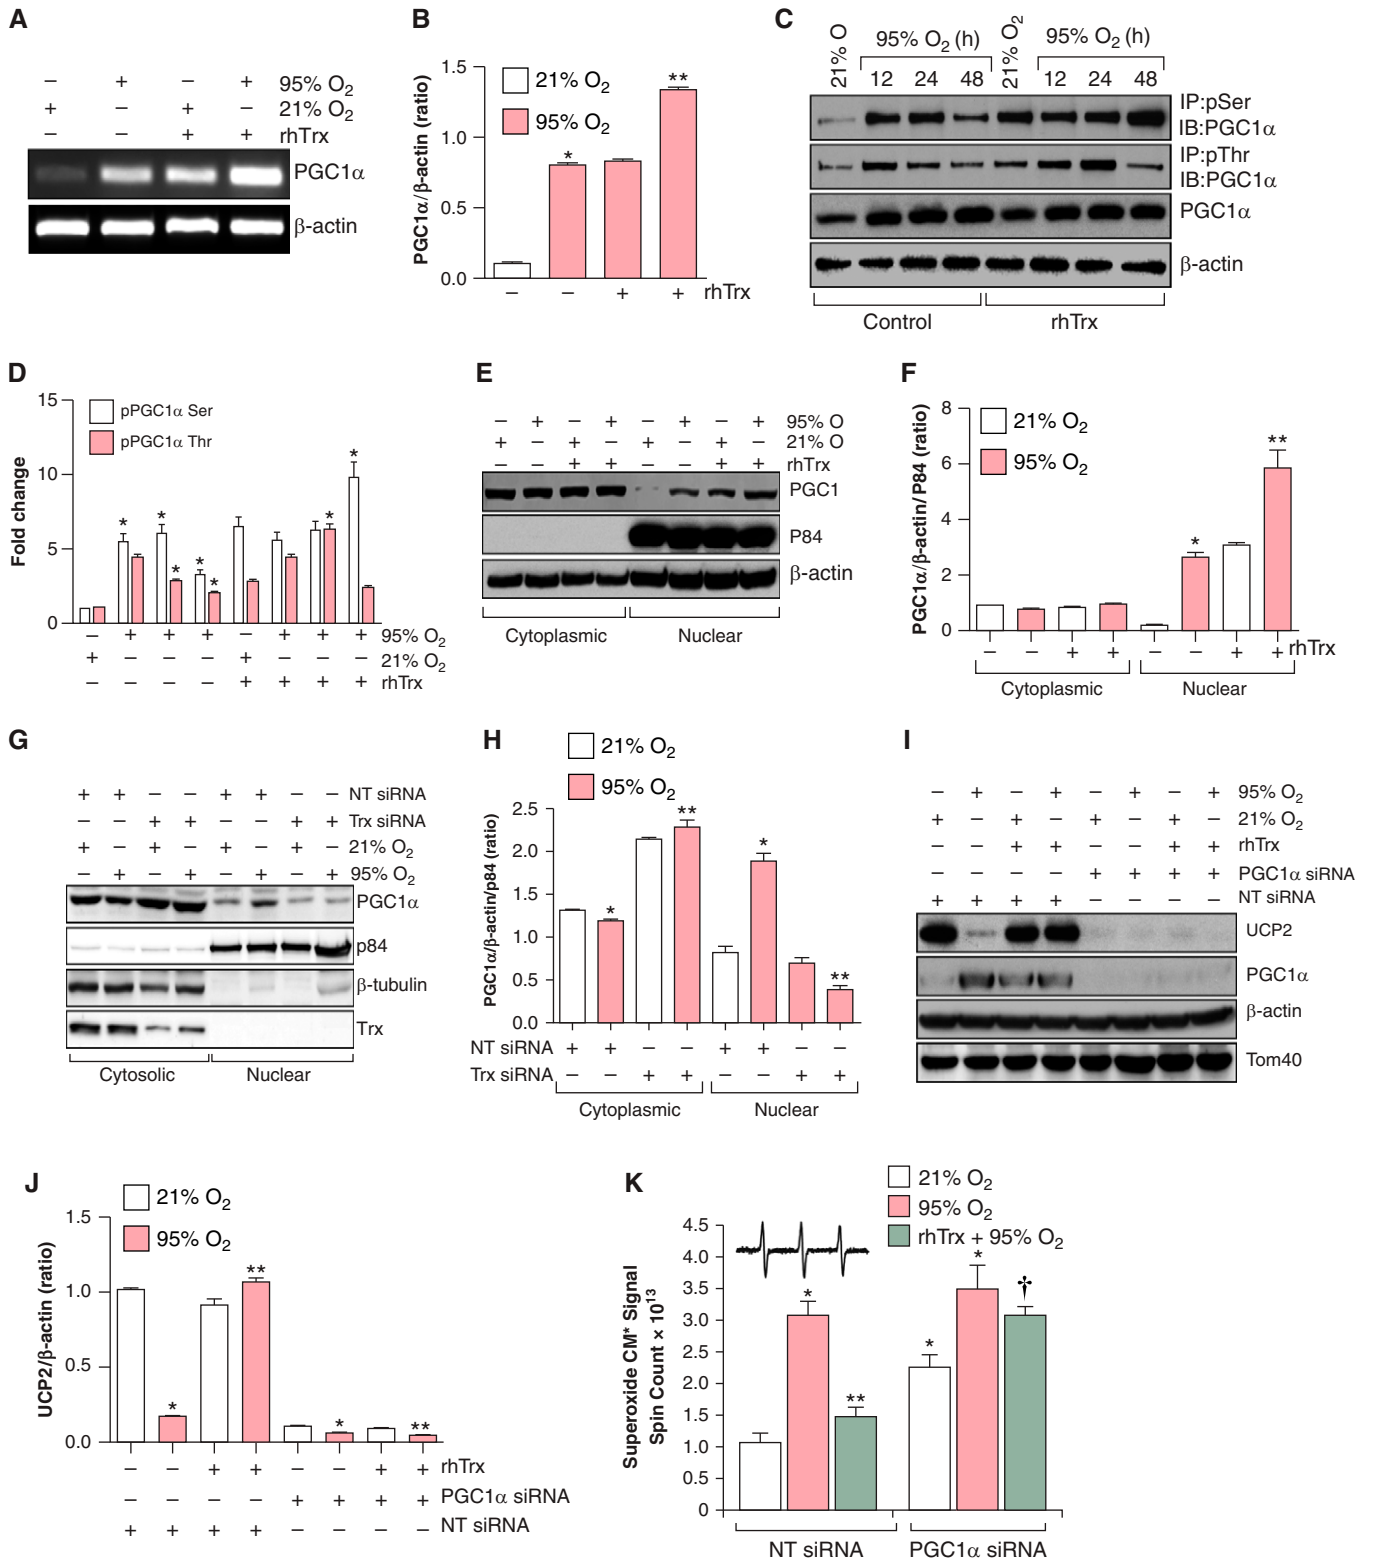 A
– + – + 95% O2
+ – + – 21% O2
– – + + rhTrx
PGC1α
β-actin
B
PGC1α/β-actin (ratio)
1.5
1.0
0.5
0.0
21% O2
95% O2
*
**
– – + + rhTrx
C
21% O 95% O2 (h) 21% O2 95% O2 (h)
12 24 48 12 24 48
IP:pSer
IB:PGC1α
IP:pThr
IB:PGC1α
PGC1α
β-actin
Control rhTrx
D
Fold change
15
10
5
0
pPGC1α Ser
pPGC1α Thr
* * * * * * *
– + + + – + + + 95% O2
+ – – – + – – – 21% O2
– – – – + + + + rhTrx
E
– + – + – + – + 95% O
+ – + – + – + – 21% O
– – + + – – + + rhTrx
PGC1
P84
β-actin
Cytoplasmic Nuclear
F
PGC1α/β-actin/P84 (ratio)
8
6
4
2
0
21% O2
95% O2
*
**
– – + + – – + + rhTrx
Cytoplasmic Nuclear
G
+ + – – + + – – NT siRNA
– – + + – – + + Trx siRNA
+ – + – + – + – 21% O2
– + – + – + – + 95% O2
PGC1α
p84
β-tubulin
Trx
Cytosolic Nuclear
H
21% O2
95% O2
PGC1α/β-actin/p84 (ratio)
2.5
2.0
1.5
1.0
0.5
0.0
* ** * **
NT siRNA + + – – + + – –
Trx siRNA – – + + – – + +
Cytoplasmic Nuclear
I
– + – + – + – + 95% O2
+ – + – + – + – 21% O2
– – + + – – + + rhTrx
– – – – + + + + PGC1α siRNA
+ + + + – – – – NT siRNA
UCP2
PGC1α
β-actin
Tom40
J
21% O2
95% O2
UCP2/β-actin (ratio)
1.5
1.0
0.5
0.0
* ** * **
– – + + – – + + rhTrx
– – – – + + + + PGC1α siRNA
+ + + + – – – – NT siRNA
K
21% O2
95% O2
rhTrx + 95% O2
Superoxide CM* Signal
Spin Count × 10^13
4.5
4.0
3.5
3.0
2.5
2.0
1.5
1.0
0.5
0
* ** * * †
NT siRNA PGC1α siRNA